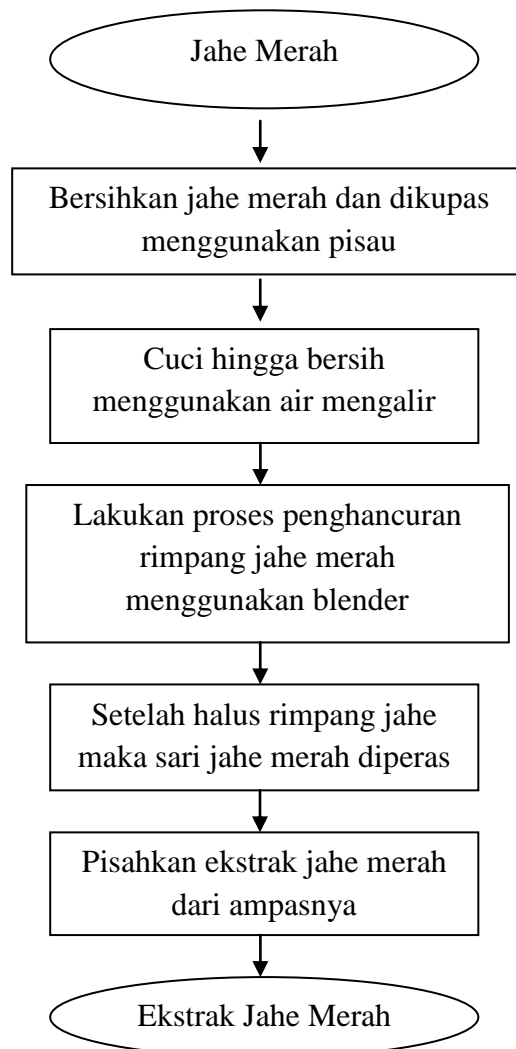 Jahe Merah
Bersihkan jahe merah dan dikupas
menggunakan pisau
Cuci hingga bersih
menggunakan air mengalir
Lakukan proses penghancuran
rimpang jahe merah
menggunakan blender
Setelah halus rimpang jahe
maka sari jahe merah diperas
Pisahkan ekstrak jahe merah
dari ampasnya
Ekstrak Jahe Merah